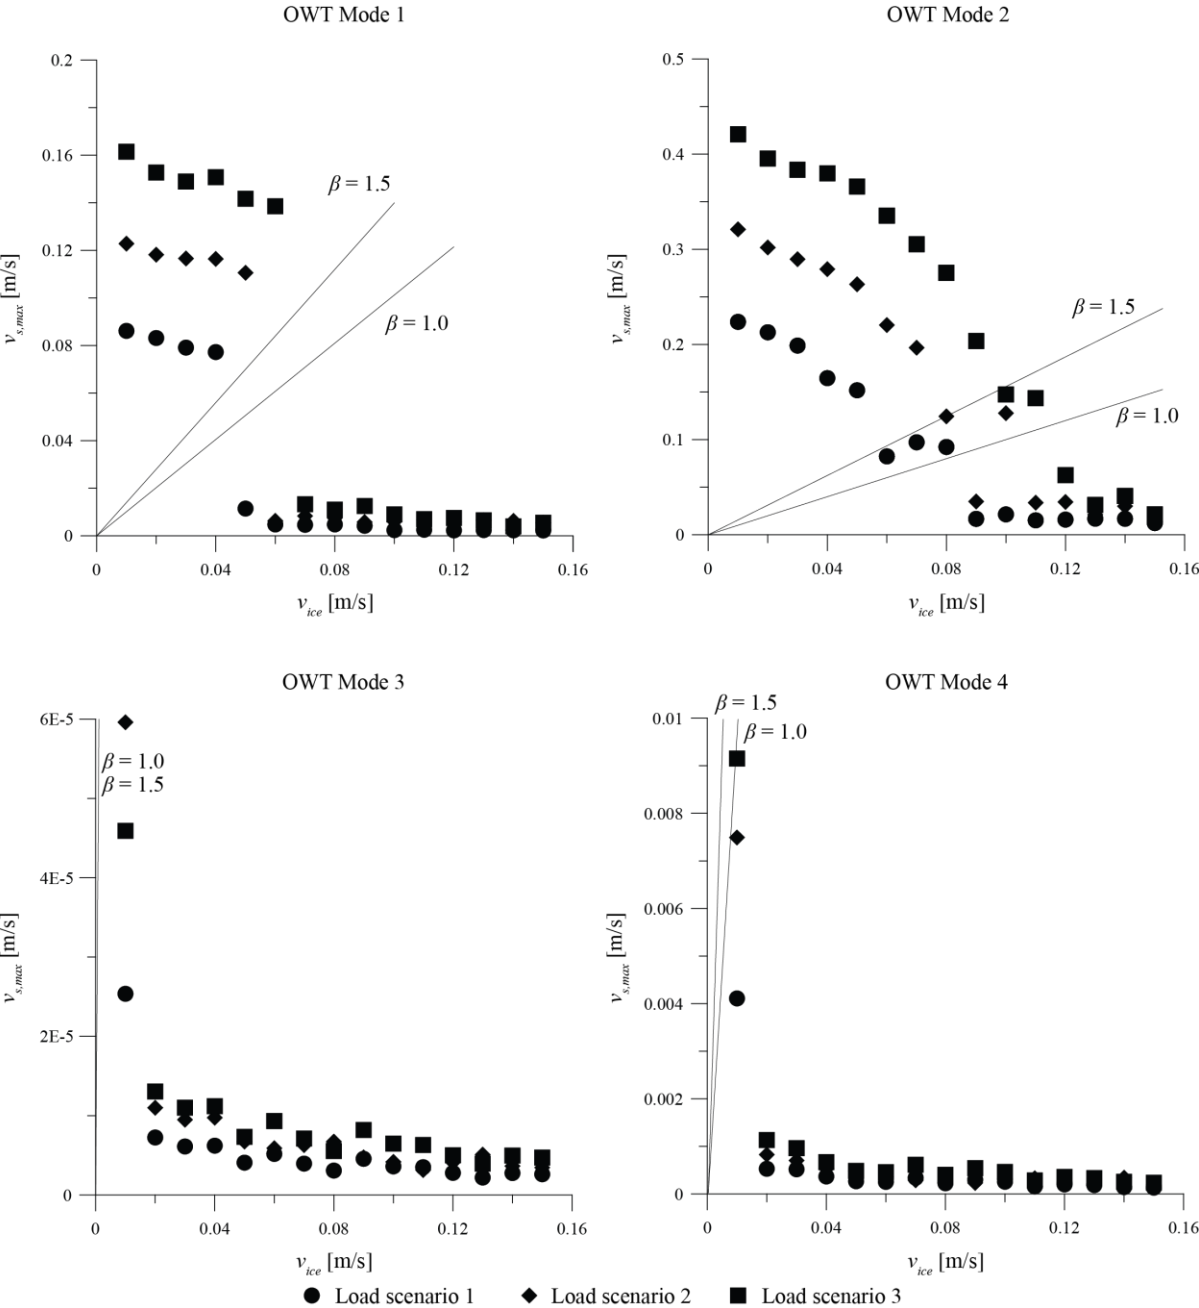 OWT Mode 1
0.2
0.16
0.12
0.08
0.04
0
v_s,max [m/s]
β = 1.5
β = 1.0
0 0.04 0.08 0.12 0.16
v_ice [m/s]
OWT Mode 2
0.5
0.4
0.3
0.2
0.1
0
v_s,max [m/s]
β = 1.5
β = 1.0
0 0.04 0.08 0.12 0.16
v_ice [m/s]
OWT Mode 3
6E-5
4E-5
2E-5
0
v_s,max [m/s]
β = 1.0
β = 1.5
0 0.04 0.08 0.12 0.16
v_ice [m/s]
OWT Mode 4
0.01
0.008
0.006
0.004
0.002
0
v_s,max [m/s]
β = 1.5
β = 1.0
0 0.04 0.08 0.12 0.16
v_ice [m/s]
Load scenario 1 Load scenario 2 Load scenario 3